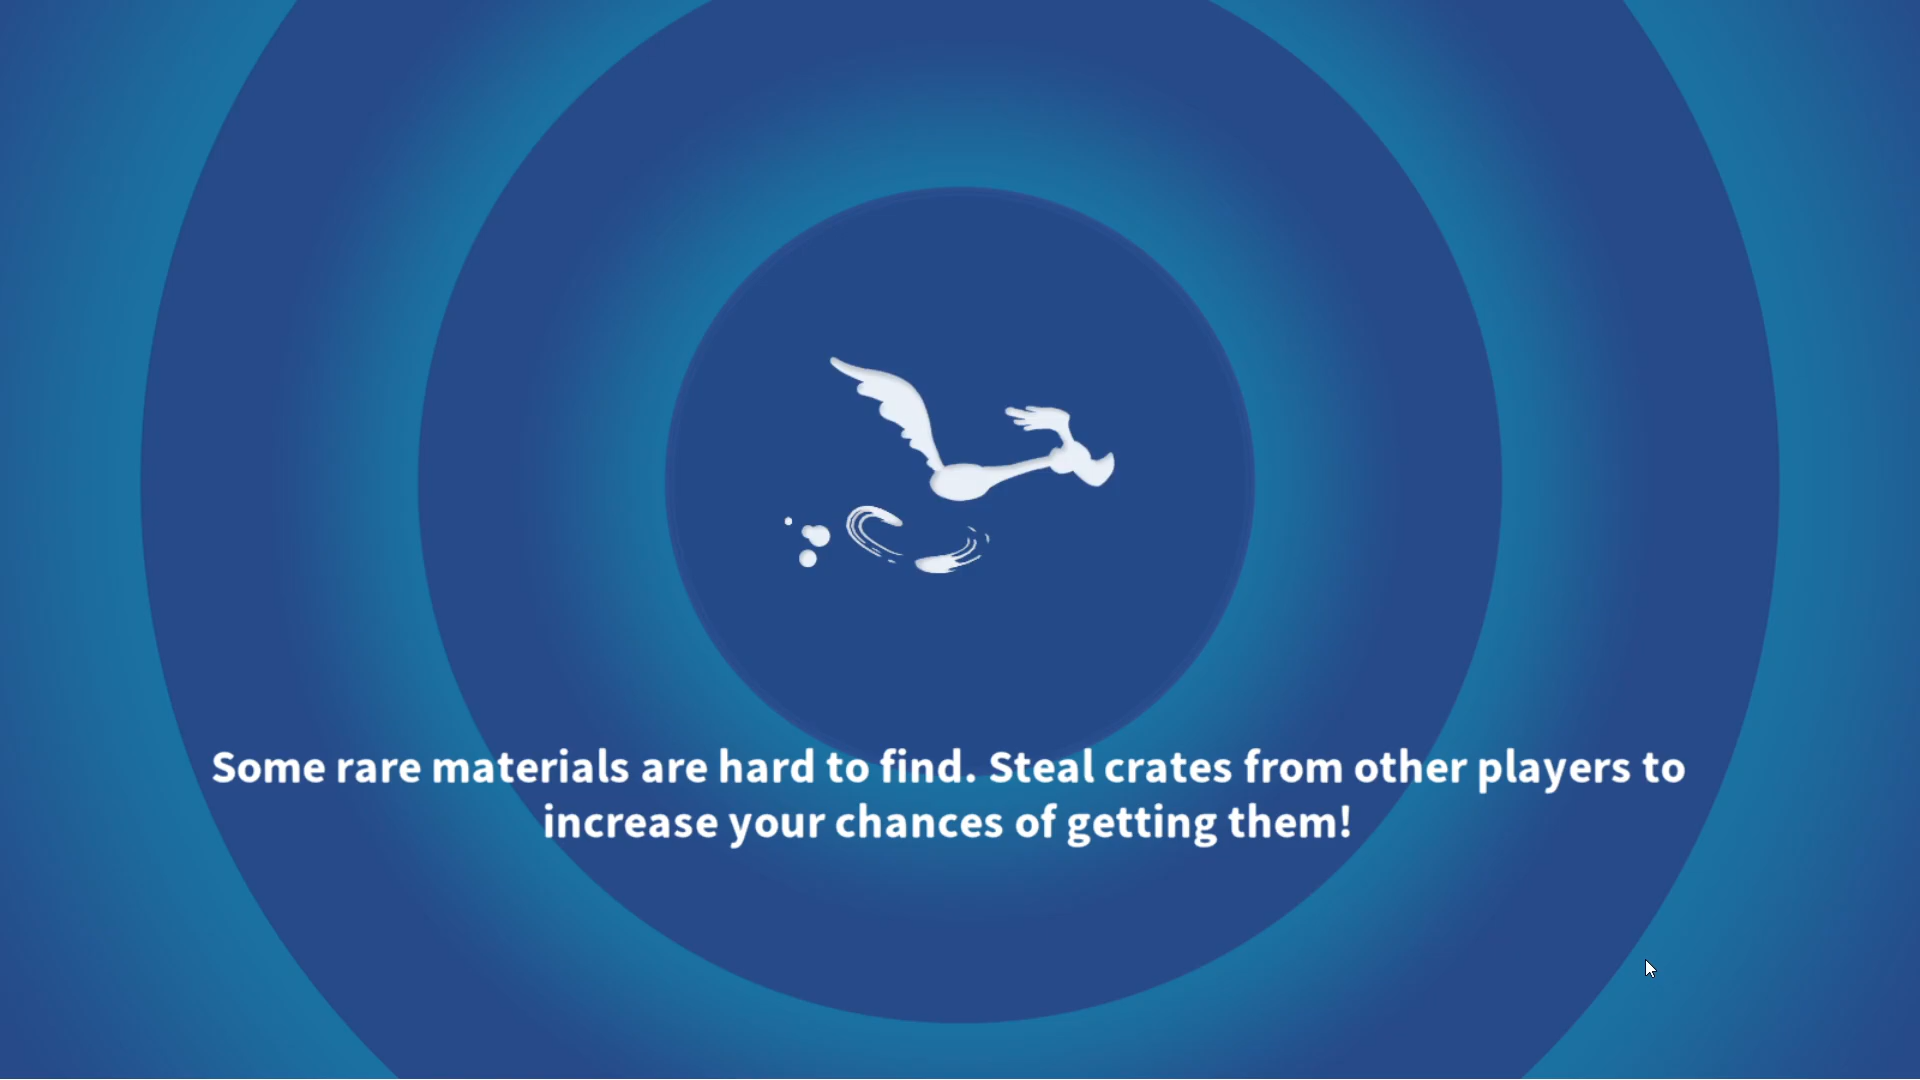 Some rare materials are hard to find. Steal crates from other players to
increase your chances of getting them!